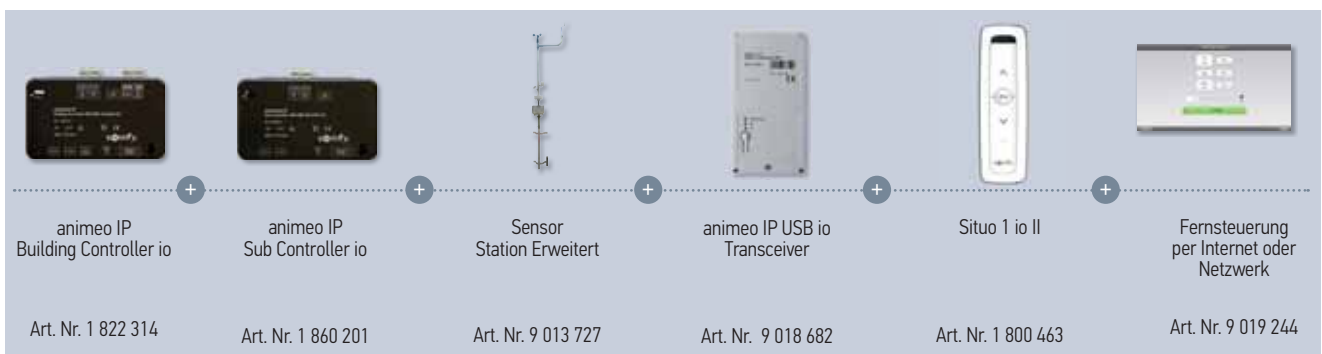 animeo IP
Building Controller io
Art. Nr. 1 822 314
animeo IP
Sub Controller io
Art. Nr. 1 860 201
Sensor
Station Erweitert
Art. Nr. 9 013 727
animeo IP USB io
Transceiver
Art. Nr. 9 018 682
Situo 1 io II
Art. Nr. 1 800 463
Fernsteuerung
per Internet oder
Netzwerk
Art. Nr. 9 019 244